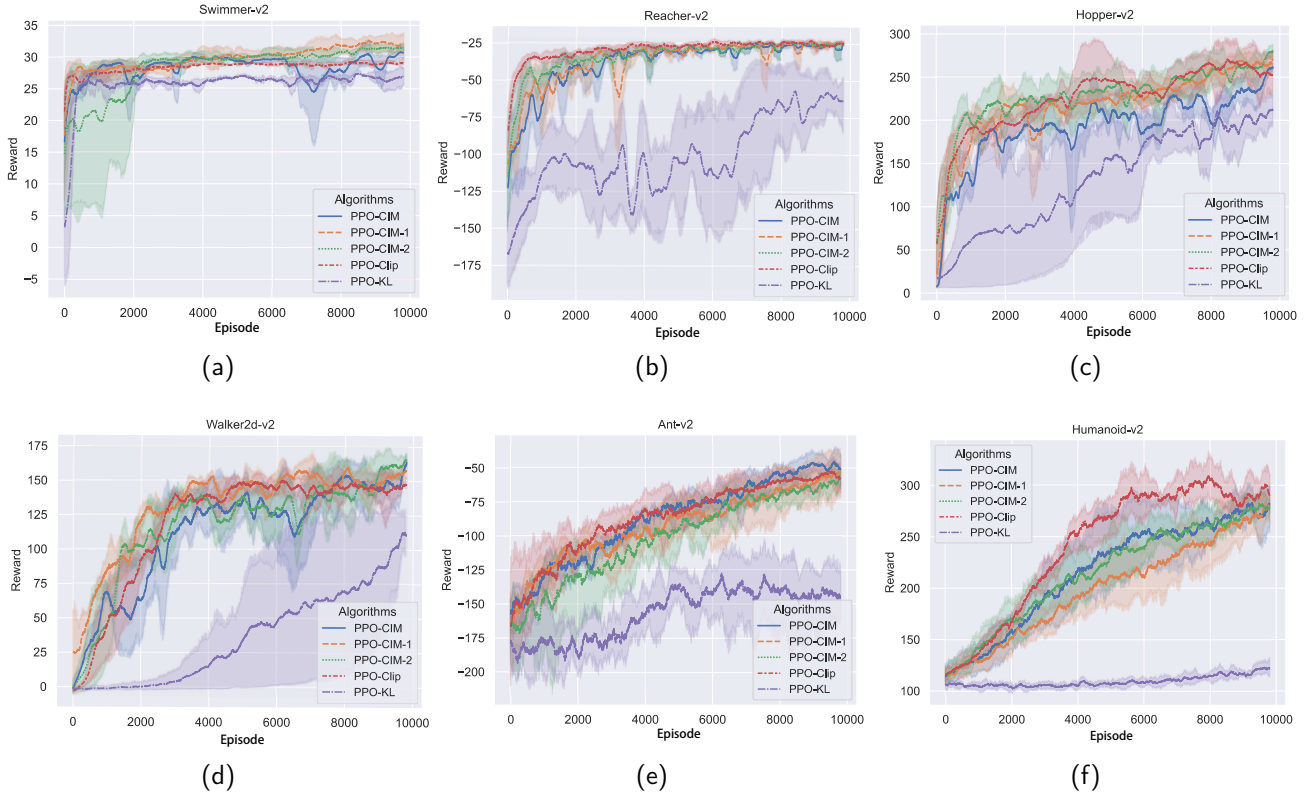 Swimmer-v2
35
30
25
20
15
10
5
0
−5
Reward
Algorithms
PPO-CIM
PPO-CIM-1
PPO-CIM-2
PPO-Clip
PPO-KL
0 2000 4000 6000 8000 10000
Episode
(a)
Reacher-v2
−25
−50
−75
−100
−125
−150
−175
Reward
Algorithms
PPO-CIM
PPO-CIM-1
PPO-CIM-2
PPO-Clip
PPO-KL
0 2000 4000 6000 8000 10000
Episode
(b)
Hopper-v2
300
250
200
150
100
50
0
Reward
Algorithms
PPO-CIM
PPO-CIM-1
PPO-CIM-2
PPO-Clip
PPO-KL
0 2000 4000 6000 8000 10000
Episode
(c)
Walker2d-v2
175
150
125
100
75
50
25
0
Reward
Algorithms
PPO-CIM
PPO-CIM-1
PPO-CIM-2
PPO-Clip
PPO-KL
0 2000 4000 6000 8000 10000
Episode
(d)
Ant-v2
−50
−75
−100
−125
−150
−175
−200
Reward
Algorithms
PPO-CIM
PPO-CIM-1
PPO-CIM-2
PPO-Clip
PPO-KL
0 2000 4000 6000 8000 10000
Episode
(e)
Humanoid-v2
Algorithms
PPO-CIM
PPO-CIM-1
PPO-CIM-2
PPO-Clip
PPO-KL
300
250
200
150
100
Reward
0 2000 4000 6000 8000 10000
Episode
(f)